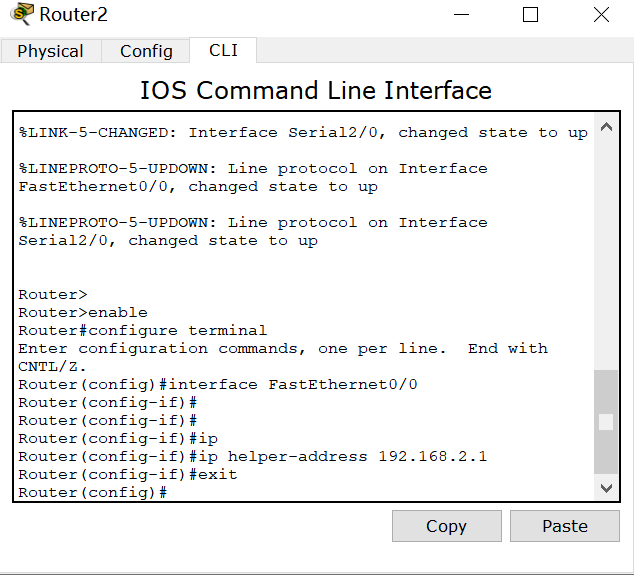 Router2
Physical Config CLI
IOS Command Line Interface
%LINK-5-CHANGED: Interface Serial2/0, changed state to up
%LINEPROTO-5-UPDOWN: Line protocol on Interface
FastEthernet0/0, changed state to up
%LINEPROTO-5-UPDOWN: Line protocol on Interface
Serial2/0, changed state to up
Router>
Router>enable
Router#configure terminal
Enter configuration commands, one per line.  End with
CNTL/Z.
Router(config)#interface FastEthernet0/0
Router(config-if)#
Router(config-if)#
Router(config-if)#ip
Router(config-if)#ip helper-address 192.168.2.1
Router(config-if)#exit
Router(config)#
Copy Paste